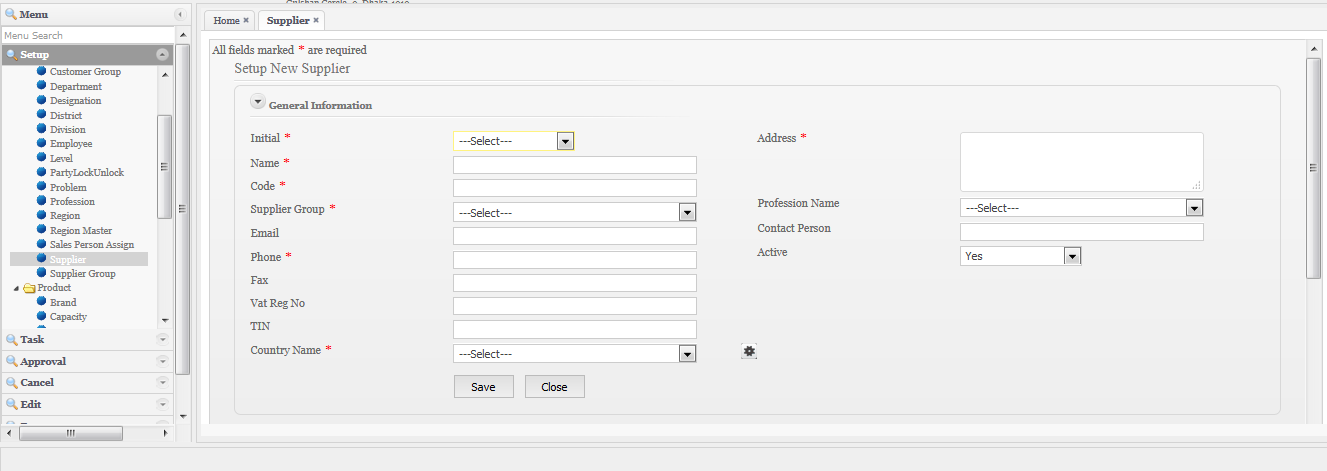 Menu
Menu Search
Setup
Customer Group
Department
Designation
District
Division
Employee
Level
PartyLockUnlock
Problem
Profession
Region
Region Master
Sales Person Assign
Supplier
Supplier Group
Product
Brand
Capacity
Task
Approval
Cancel
Edit
Home
Supplier
All fields marked * are required
Setup New Supplier
General Information
Initial * ---Select---
Name *
Code *
Supplier Group * ---Select---
Email
Phone *
Fax
Vat Reg No
TIN
Country Name * ---Select---
Address *
Profession Name ---Select---
Contact Person
Active Yes
Save Close